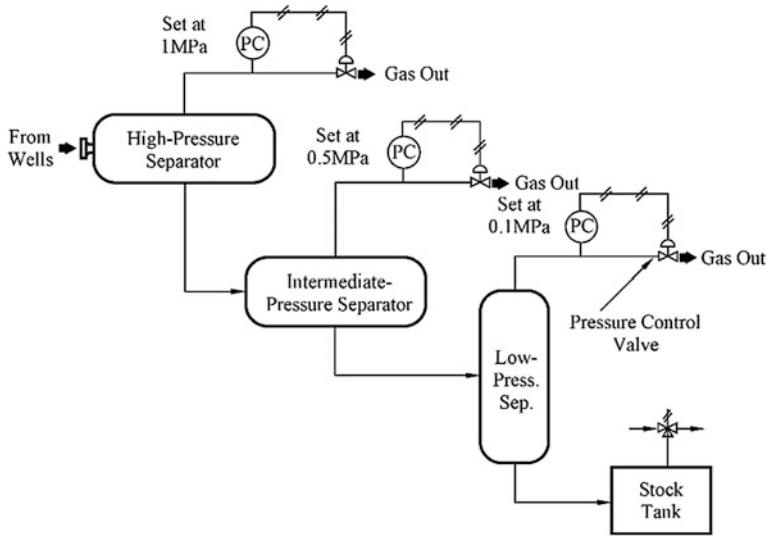 Set at
1MPa
PC
Gas Out
From
Wells
High-Pressure
Separator
Set at
0.5MPa
PC
Gas Out
Set at
0.1MPa
PC
Gas Out
Intermediate-
Pressure Separator
Pressure Control
Valve
Low-
Press.
Sep.
Stock
Tank